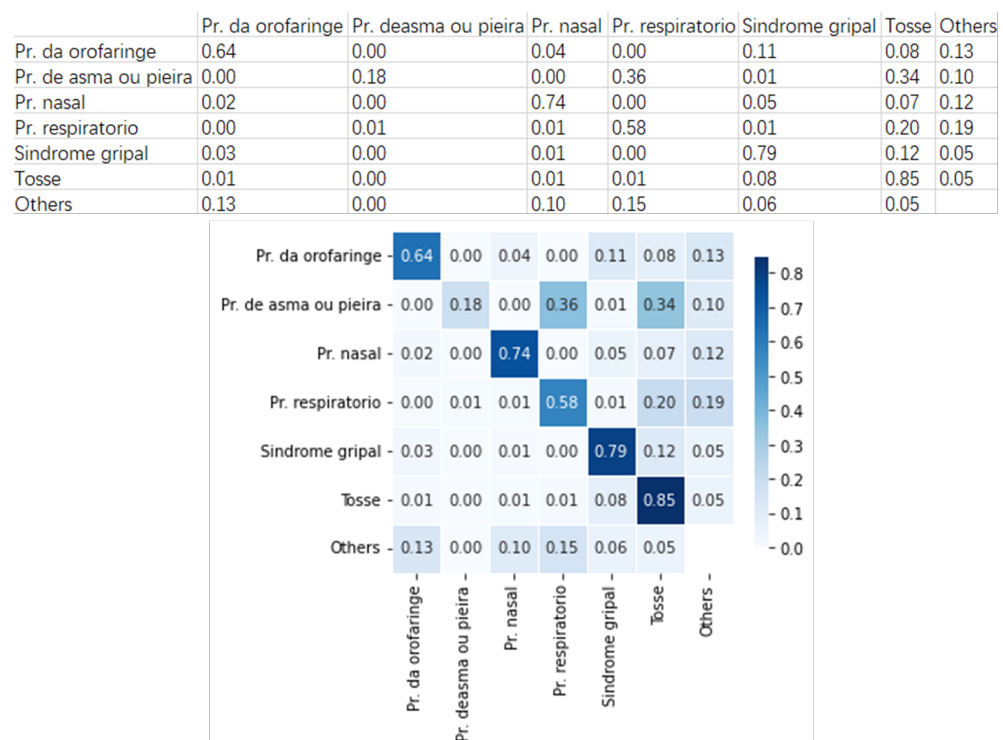 Pr. da orofaringe Pr. deasma ou pieira Pr. nasal Pr. respiratorio Sindrome gripal Tosse Others
Pr. da orofaringe 0.64 0.00 0.04 0.00 0.11 0.08 0.13
Pr. de asma ou pieira 0.00 0.18 0.00 0.36 0.01 0.34 0.10
Pr. nasal 0.02 0.00 0.74 0.00 0.05 0.07 0.12
Pr. respiratorio 0.00 0.01 0.01 0.58 0.01 0.20 0.19
Sindrome gripal 0.03 0.00 0.01 0.00 0.79 0.12 0.05
Tosse 0.01 0.00 0.01 0.01 0.08 0.85 0.05
Others 0.13 0.00 0.10 0.15 0.06 0.05
Pr. da orofaringe 0.64 0.00 0.04 0.00 0.11 0.08 0.13
Pr. de asma ou pieira 0.00 0.18 0.00 0.36 0.01 0.34 0.10
Pr. nasal 0.02 0.00 0.74 0.00 0.05 0.07 0.12
Pr. respiratorio 0.00 0.01 0.01 0.58 0.01 0.20 0.19
Sindrome gripal 0.03 0.00 0.01 0.00 0.79 0.12 0.05
Tosse 0.01 0.00 0.01 0.01 0.08 0.85 0.05
Others 0.13 0.00 0.10 0.15 0.06 0.05
Pr. da orofaringe
Pr. deasma ou pieira
Pr. nasal
Pr. respiratorio
Sindrome gripal
Tosse
Others
0.8
0.7
0.6
0.5
0.4
0.3
0.2
0.1
0.0